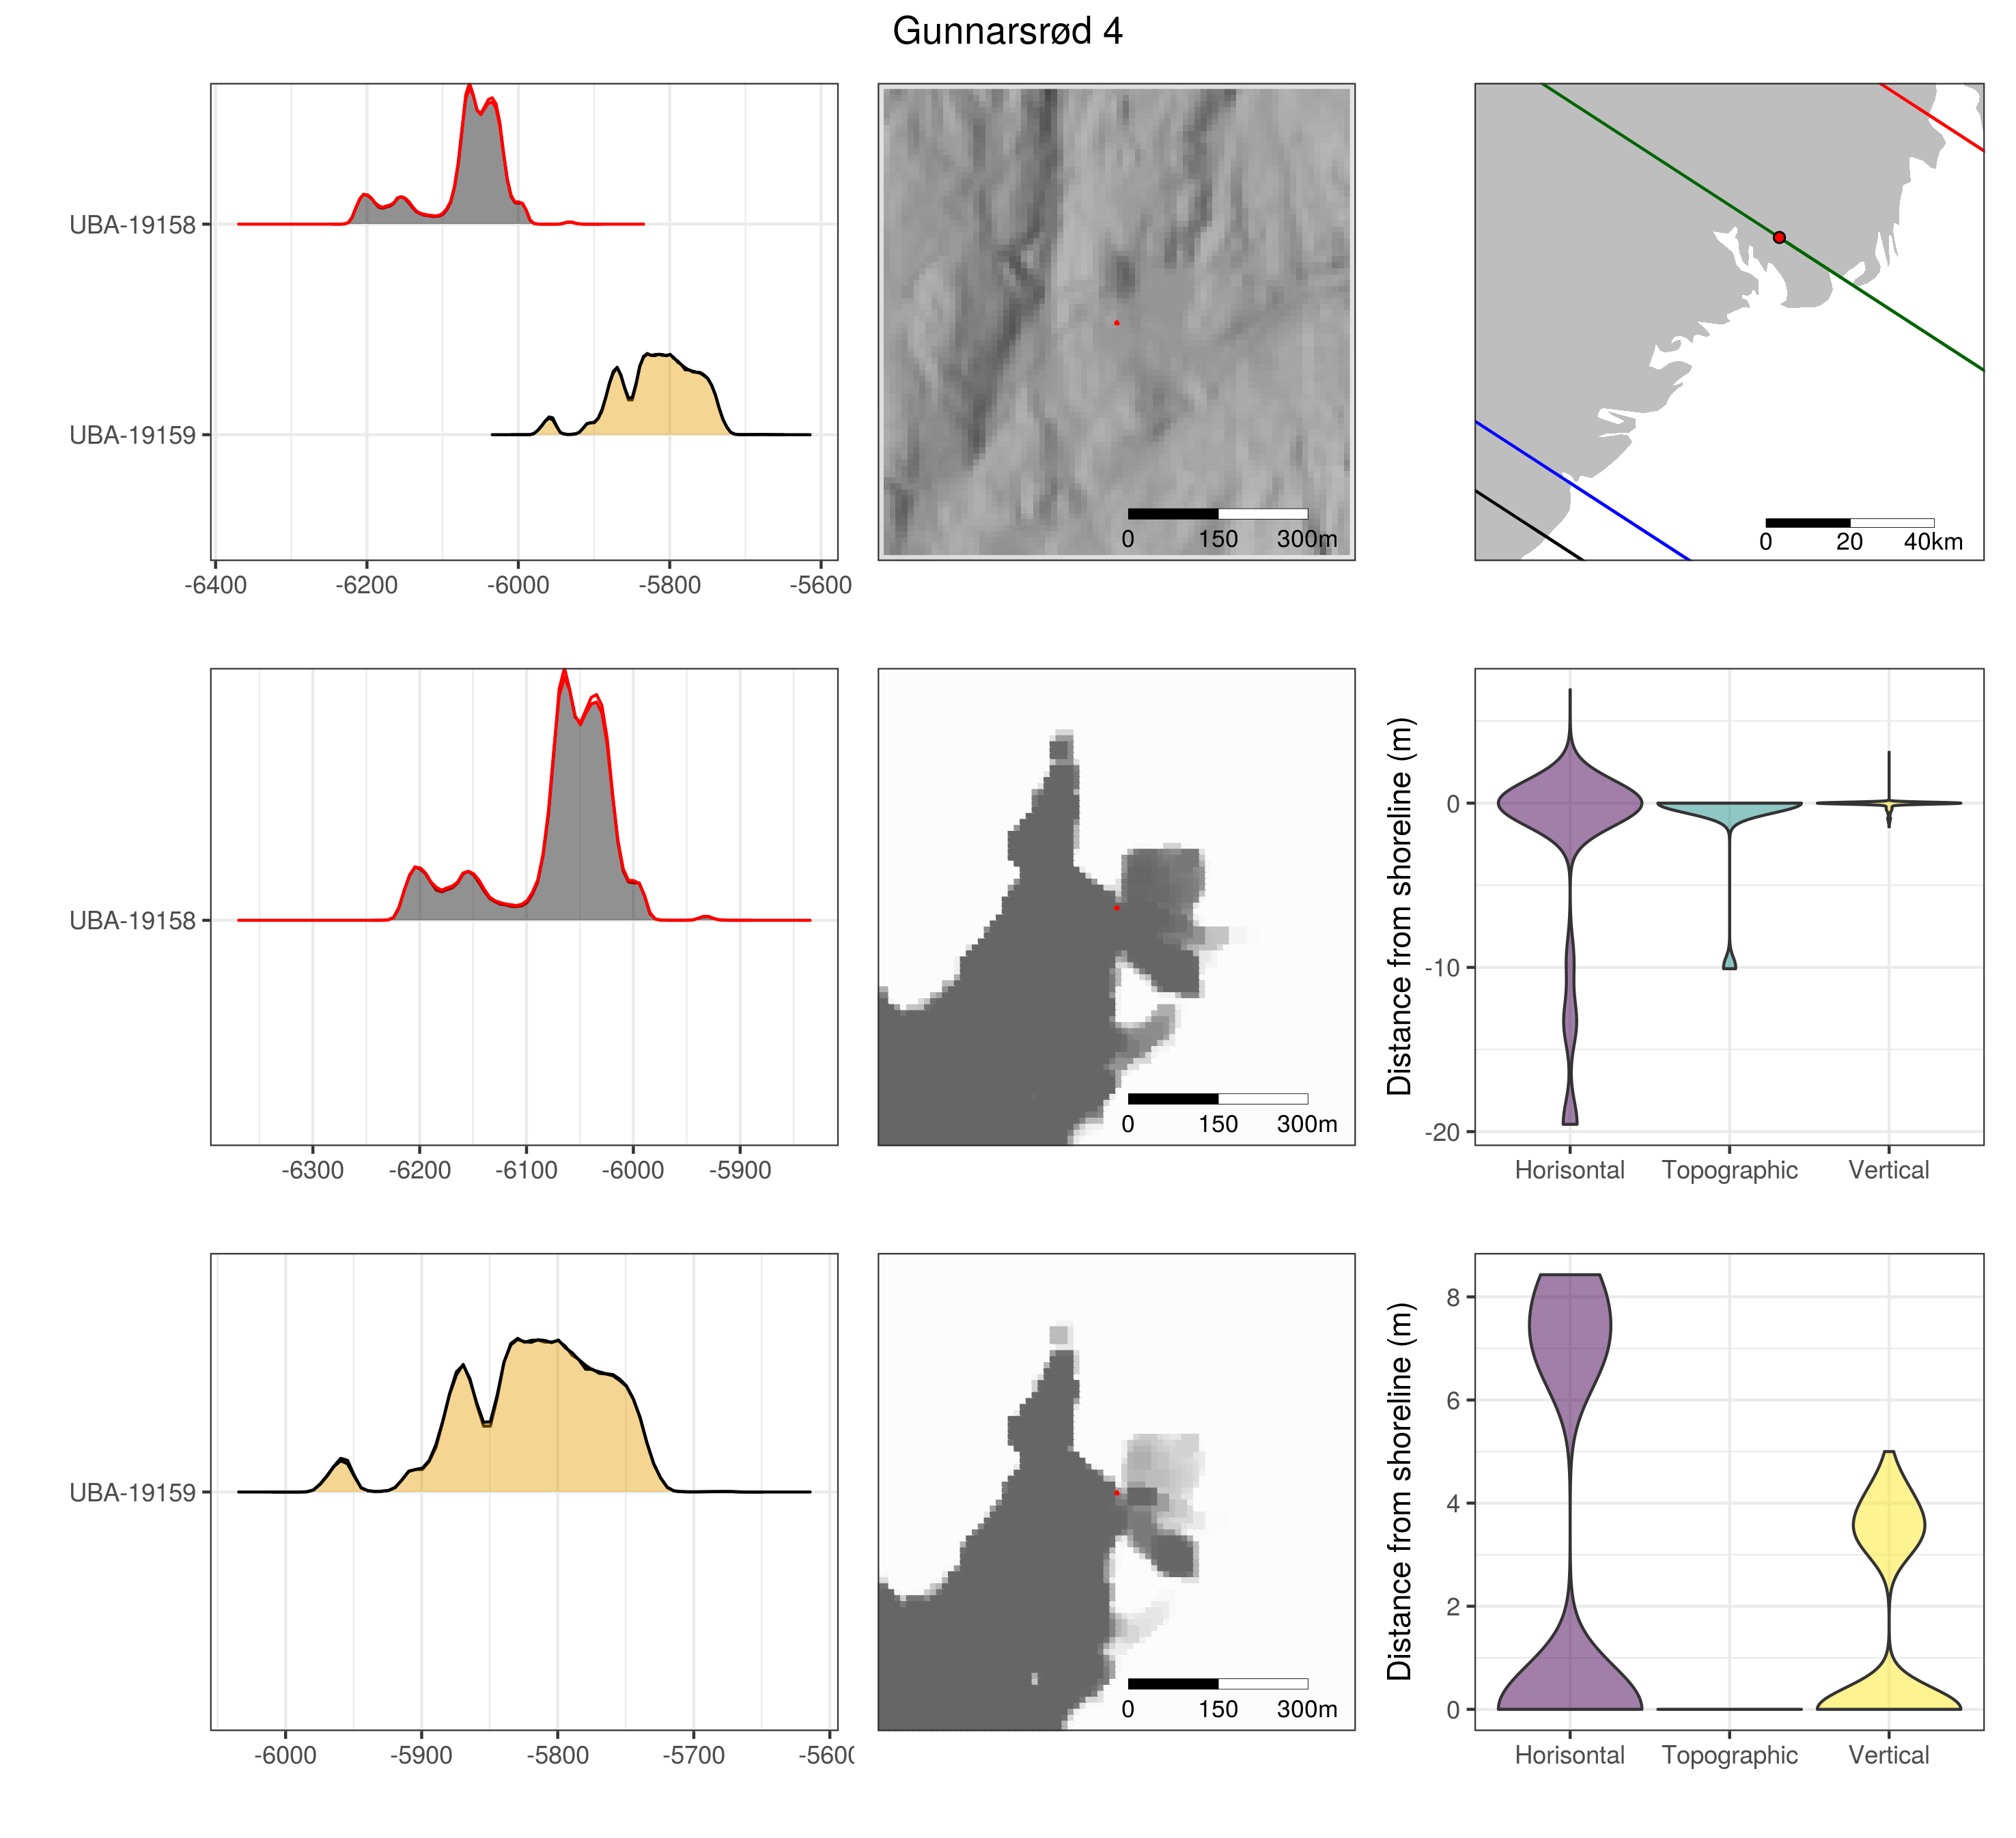 Gunnarsrød 4
UBA-19158
UBA-19159
-6400 -6200 -6000 -5800 -5600
0 150 300m
0 20 40km
UBA-19158
-6300 -6200 -6100 -6000 -5900
0 150 300m
Distance from shoreline (m)
0
-10
-20
Horisontal Topographic Vertical
UBA-19159
-6000 -5900 -5800 -5700 -560
0 150 300m
Distance from shoreline (m)
8
6
4
2
0
Horisontal Topographic Vertical